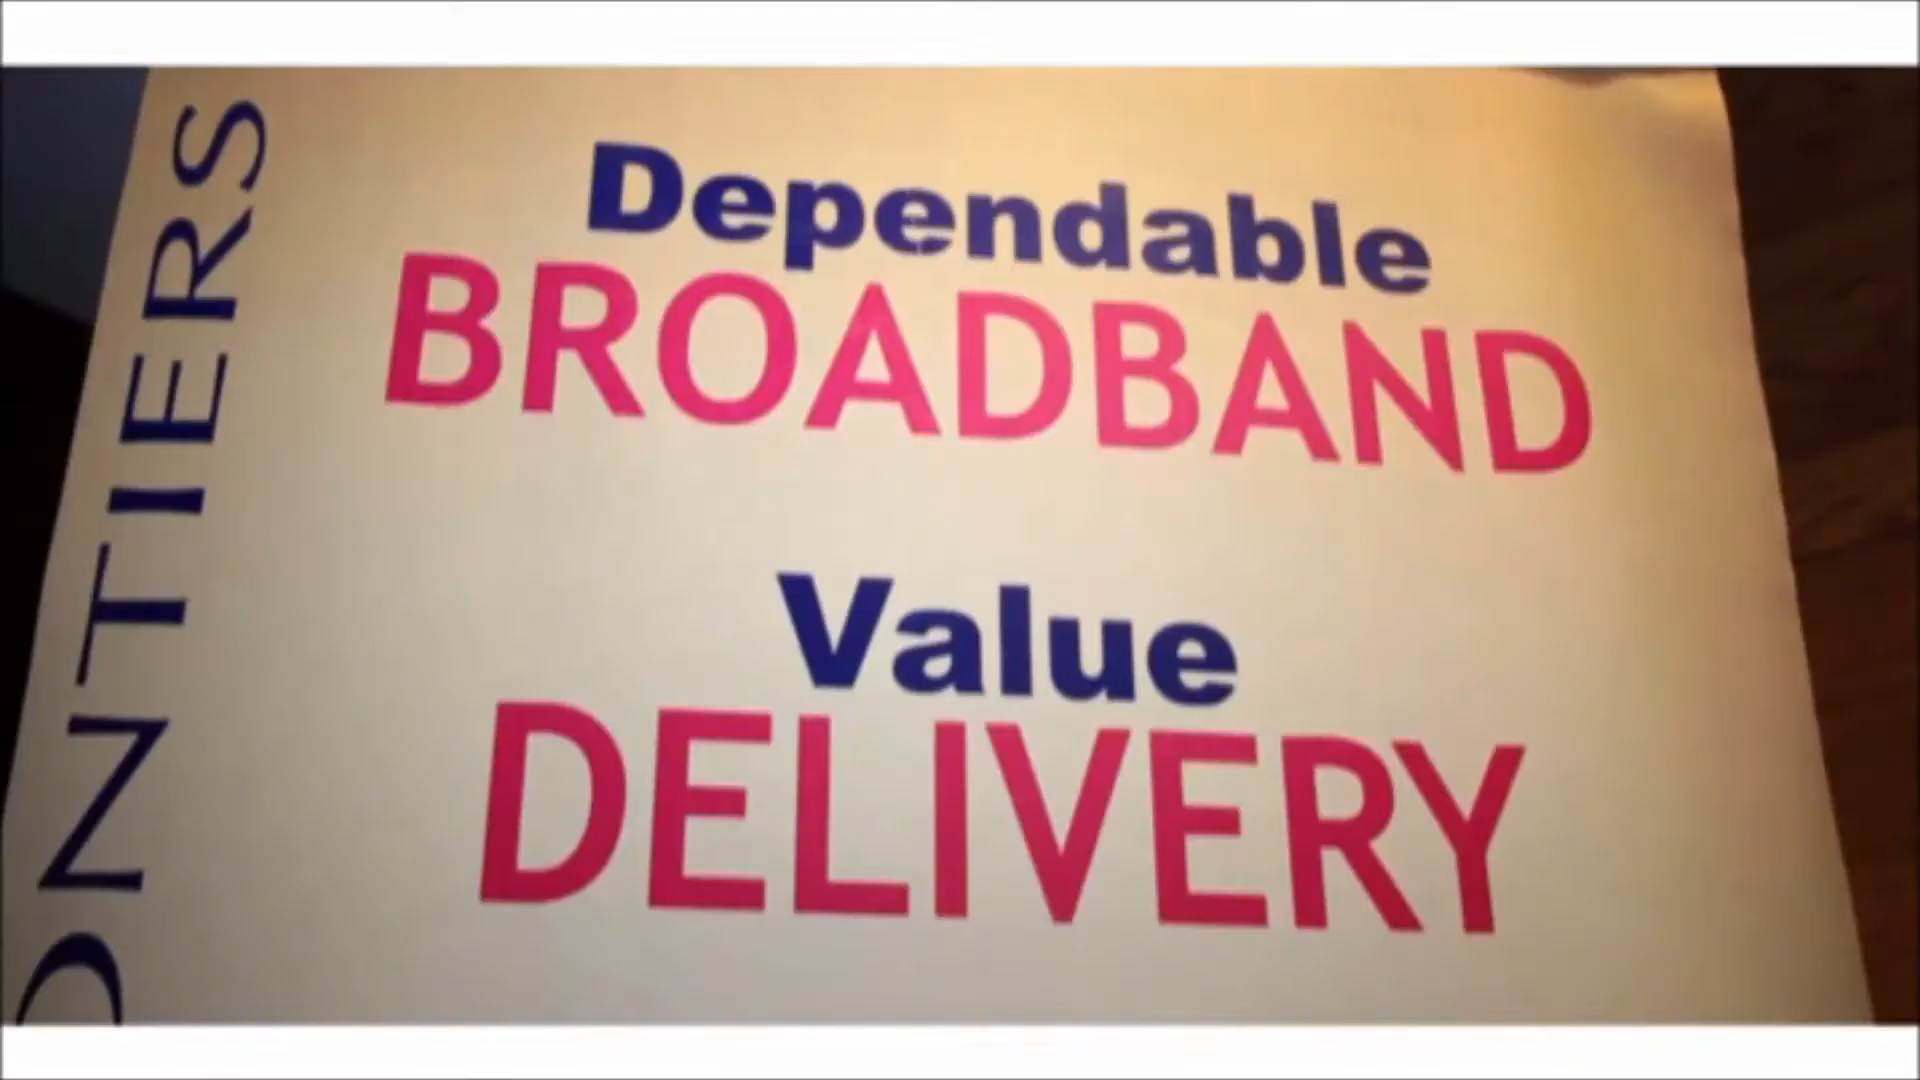 ONTIERS
Dependable
BROADBAND
Value
DELIVERY